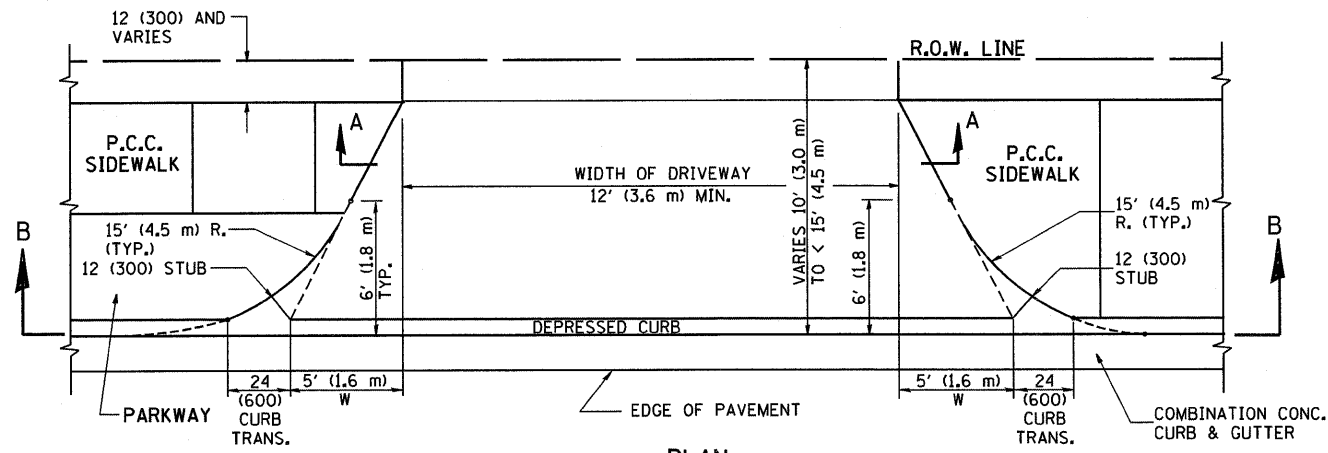 12 (300) AND
VARIES
R.O.W. LINE
A
A
P.C.C.
SIDEWALK
P.C.C.
SIDEWALK
WIDTH OF DRIVEWAY
12' (3.6 m) MIN.
VARIES 10' (3.0 m)
TO < 15' (4.5 m)
B
B
15' (4.5 m) R.
(TYP.)
12 (300) STUB
6' (1.8 m)
TYP.
6' (1.8 m)
15' (4.5 m)
R. (TYP.)
12 (300)
STUB
DEPRESSED CURB
24
(600)
CURB
TRANS.
5' (1.6 m)
W
5' (1.6 m)
W
24
(600)
CURB
TRANS.
PARKWAY
EDGE OF PAVEMENT
COMBINATION CONC.
CURB & GUTTER
PLAN